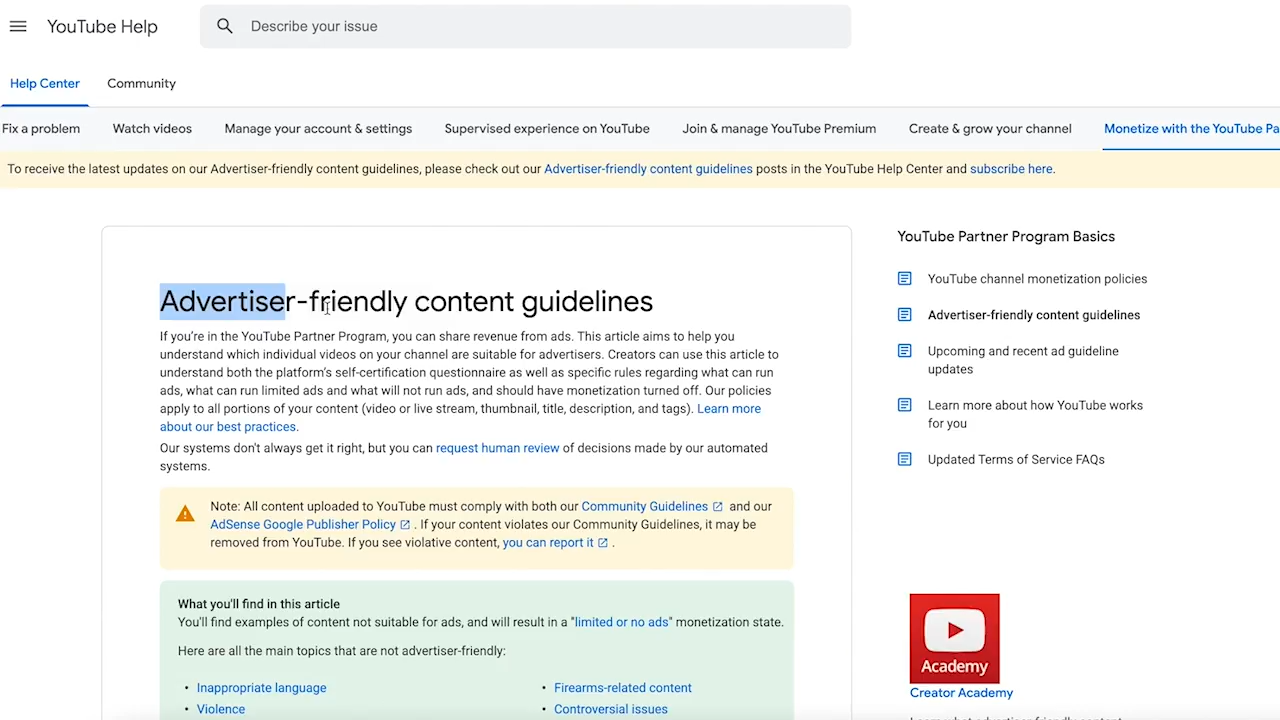 YouTube Help
Describe your issue
Help Center
Community
Fix a problem
Watch videos
Manage your account & settings
Supervised experience on YouTube
Join & manage YouTube Premium
Create & grow your channel
Monetize with the YouTube Pa
To receive the latest updates on our Advertiser-friendly content guidelines, please check out our Advertiser-friendly content guidelines posts in the YouTube Help Center and subscribe here.
Advertiser-friendly content guidelines
If you're in the YouTube Partner Program, you can share revenue from ads. This article aims to help you
understand which individual videos on your channel are suitable for advertisers. Creators can use this article to
understand both the platform's self-certification questionnaire as well as specific rules regarding what can run
ads, what can run limited ads and what will not run ads, and should have monetization turned off. Our policies
apply to all portions of your content (video or live stream, thumbnail, title, description, and tags). Learn more
about our best practices.
Our systems don't always get it right, but you can request human review of decisions made by our automated
systems.
Note: All content uploaded to YouTube must comply with both our Community Guidelines and our
AdSense Google Publisher Policy . If your content violates our Community Guidelines, it may be
removed from YouTube. If you see violative content, you can report it .
What you'll find in this article
You'll find examples of content not suitable for ads, and will result in a "limited or no ads" monetization state.
Here are all the main topics that are not advertiser-friendly:
• Inappropriate language
• Violence
• Firearms-related content
• Controversial issues
YouTube Partner Program Basics
YouTube channel monetization policies
Advertiser-friendly content guidelines
Upcoming and recent ad guideline
updates
Learn more about how YouTube works
for you
Updated Terms of Service FAQs
Academy
Creator Academy